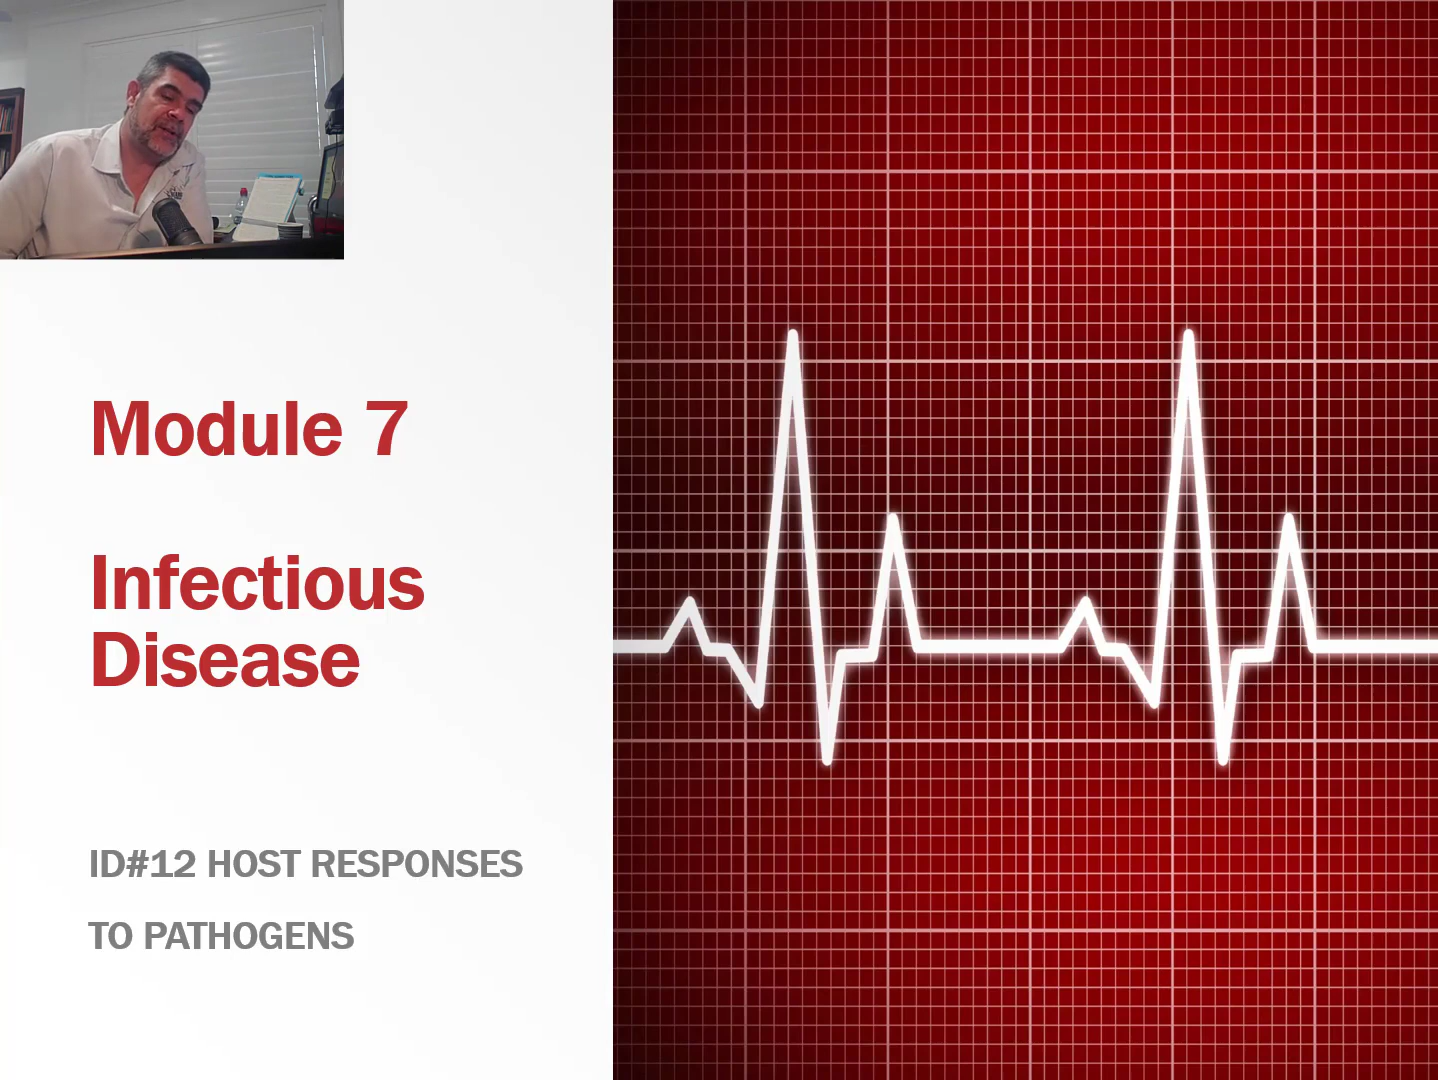 Module 7
Infectious
Disease
ID#12 HOST RESPONSES
TO PATHOGENS